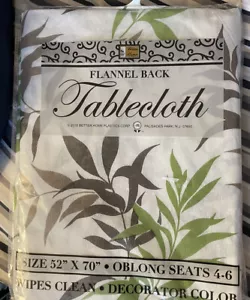 FLANNEL BACK
Tablecloth
SIZE 52" X 70" • OBLONG SEATS 4-6
WIPES CLEAN • DECORATOR COLOR